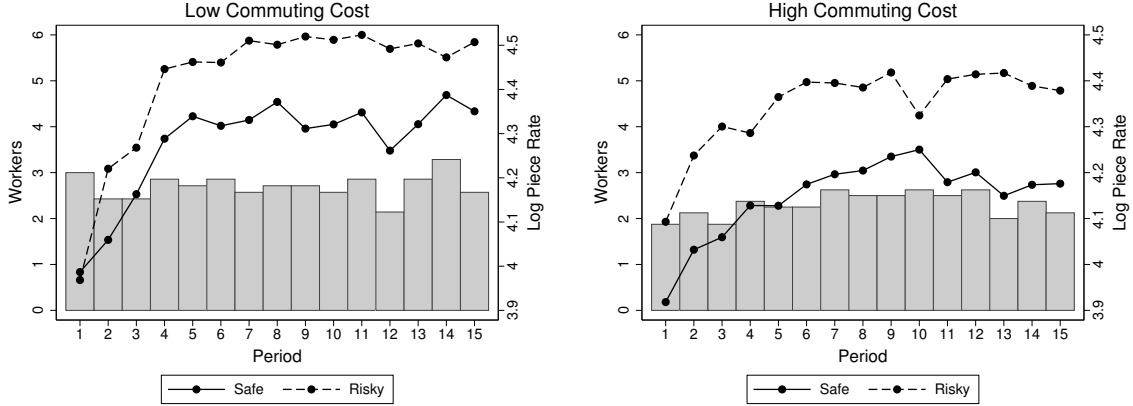 Low Commuting Cost
Workers
0 1 2 3 4 5 6
3.9 4 4.1 4.2 4.3 4.4 4.5
Log Piece Rate
1 2 3 4 5 6 7 8 9 10 11 12 13 14 15
Period
Safe Risky
High Commuting Cost
Workers
0 1 2 3 4 5 6
3.9 4 4.1 4.2 4.3 4.4 4.5
Log Piece Rate
1 2 3 4 5 6 7 8 9 10 11 12 13 14 15
Period
Safe Risky